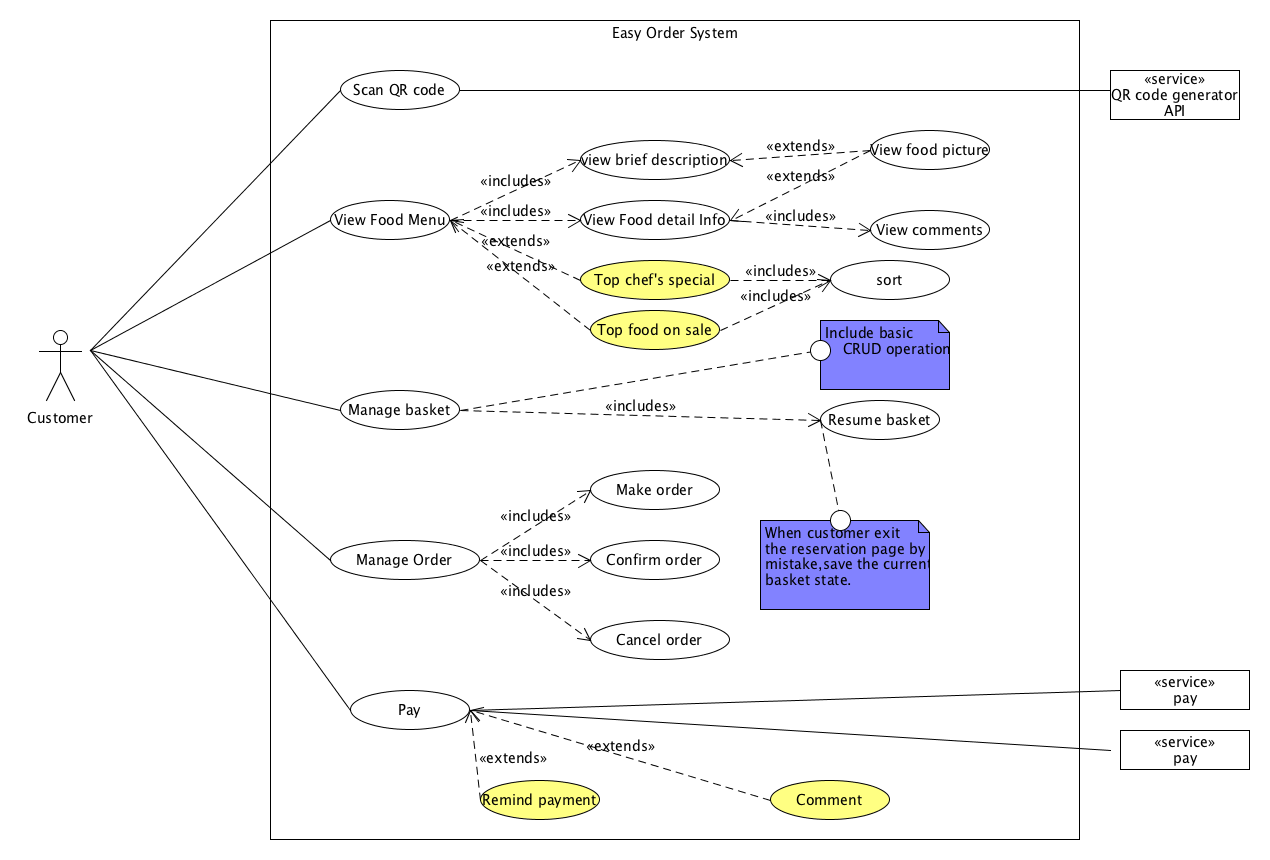 Easy Order System
Scan QR code
«service»
QR code generator
API
«extends»
View food picture
view brief description
«extends»
«includes»
View Food Menu
«includes»
View Food detail Info
«includes»
View comments
«extends»
«extends»
Top chef's special
«includes»
sort
«includes»
Top food on sale
Include basic
CRUD operation
Customer
Manage basket
«includes»
Resume basket
Make order
«includes»
When customer exit
the reservation page by
mistake,save the current
basket state.
Manage Order
«includes»
Confirm order
«includes»
Cancel order
«service»
pay
Pay
«extends»
«service»
pay
«extends»
Remind payment
Comment